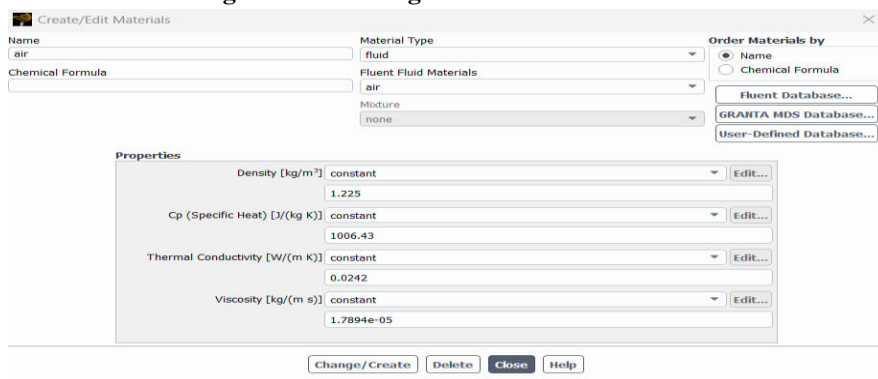 Create/Edit Materials
Name
Material Type
Order Materials by
air
fluid
Name
Chemical Formula
Fluent Fluid Materials
Chemical Formula
air
Fluent Database...
Mixture
none
GRANTA MDS Database...
User-Defined Database...
Properties
Density [kg/m³] constant Edit...
1.225
Cp (Specific Heat) [J/(kg K)] constant Edit...
1006.43
Thermal Conductivity [W/(m K)] constant Edit...
0.0242
Viscosity [kg/(m s)] constant Edit...
1.7894e-05
Change/Create Delete Close Help